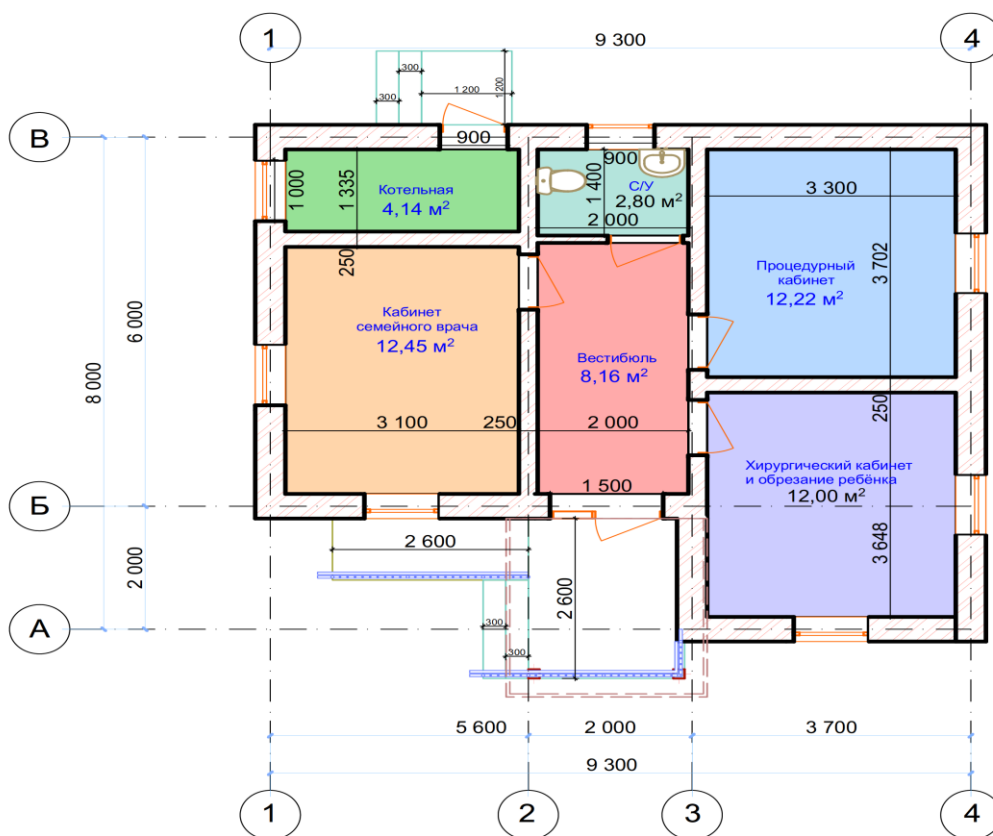 1
4
9 300
300
300
1 200
1 200
В
900
900
1 000
1 335
Котельная
4,14 м²
250
1 400
С/У
2,80 м²
2 000
3 300
3 702
Процедурный
кабинет
12,22 м²
6 000
8 000
Кабинет
семейного врача
12,45 м²
Вестибюль
8,16 м²
3 100
250
2 000
250
Хирургический кабинет
и обрезание ребёнка
12,00 м²
1 500
Б
2 600
3 648
2 000
2 600
А
300
300
5 600
2 000
3 700
9 300
1
2
3
4